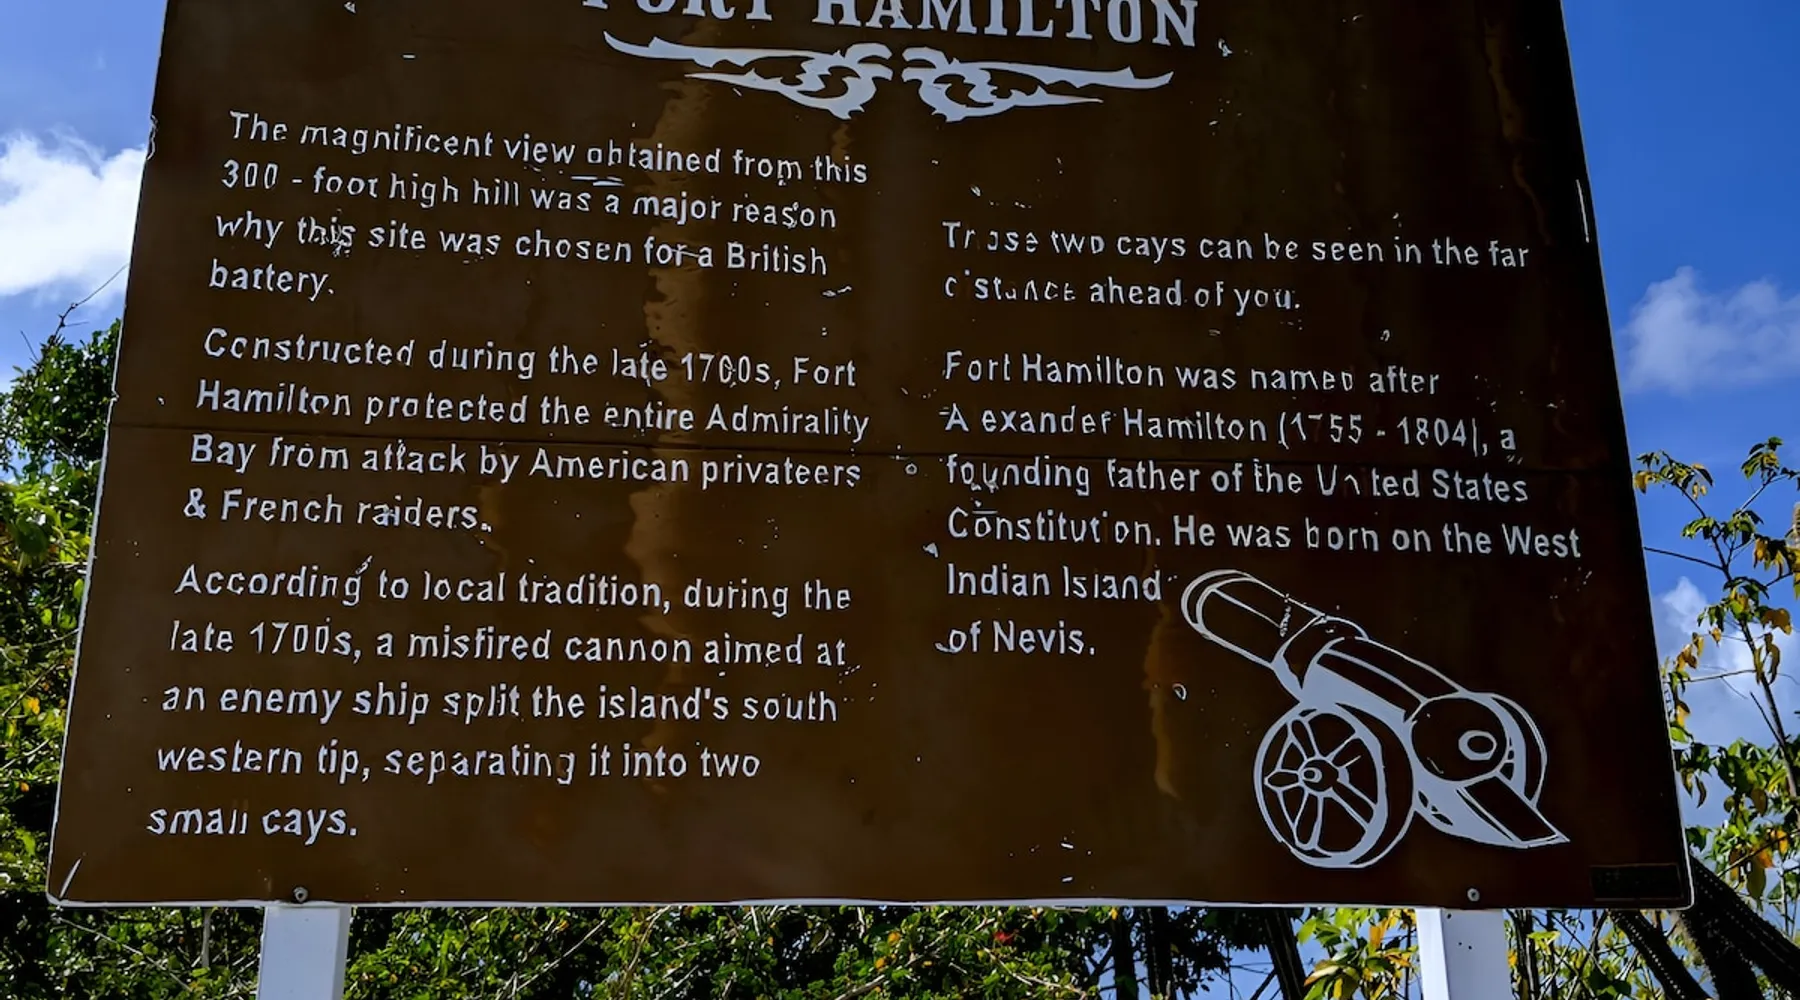 FORT HAMILTON
The magnificent view obtained from this
300 - foot high hill was a major reason
why this site was chosen for a British
battery.
Constructed during the late 1700s, Fort
Hamilton protected the entire Admirality
Bay from attack by American privateers
& French raiders.
According to local tradition, during the
late 1700s, a misfired cannon aimed at
an enemy ship split the island's south
western tip, separating it into two
small cays.
These two cays can be seen in the far
distance ahead of you.
Fort Hamilton was named after
Alexander Hamilton (1755 - 1804), a
founding father of the United States
Constitution. He was born on the West
Indian Island
of Nevis.